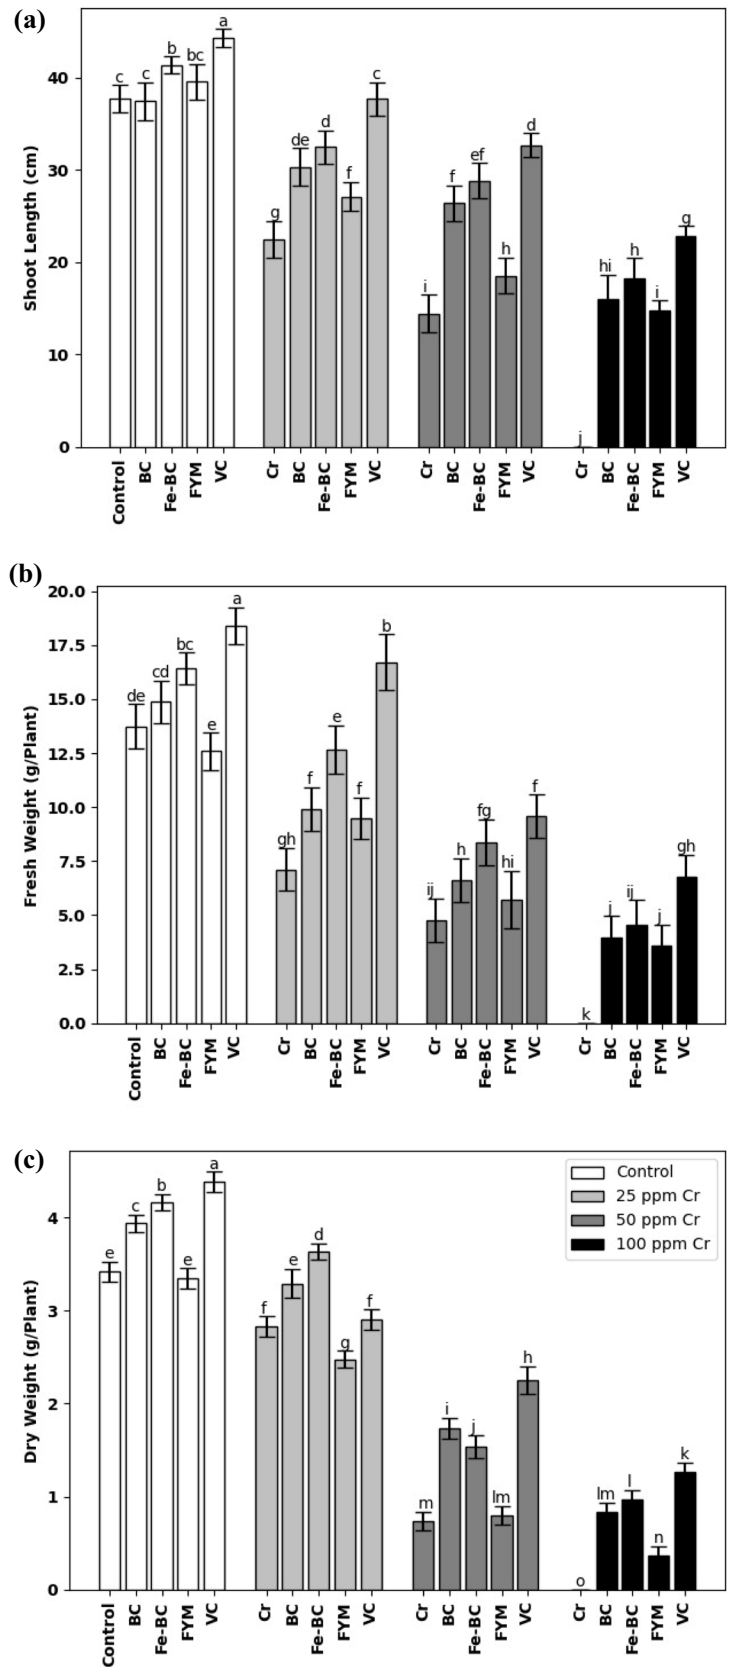 (a)
Shoot Length (cm)
40
30
20
10
0
c c b bc a
g de d f c
i f ef h d
j hi h i g
Control BC Fe-BC FYM VC
Cr BC Fe-BC FYM VC
Cr BC Fe-BC FYM VC
Cr BC Fe-BC FYM VC
(b)
Fresh Weight (g/Plant)
20.0
17.5
15.0
12.5
10.0
7.5
5.0
2.5
0.0
de cd bc e a
gh f e f b
ij h fg hi f
k j ij j gh
Control BC Fe-BC FYM VC
Cr BC Fe-BC FYM VC
Cr BC Fe-BC FYM VC
Cr BC Fe-BC FYM VC
(c)
Dry Weight (g/Plant)
4
3
2
1
0
Control
25 ppm Cr
50 ppm Cr
100 ppm Cr
e c b e a
f e d g f
m i j lm h
o lm l n k
Control BC Fe-BC FYM VC
Cr BC Fe-BC FYM VC
Cr BC Fe-BC FYM VC
Cr BC Fe-BC FYM VC